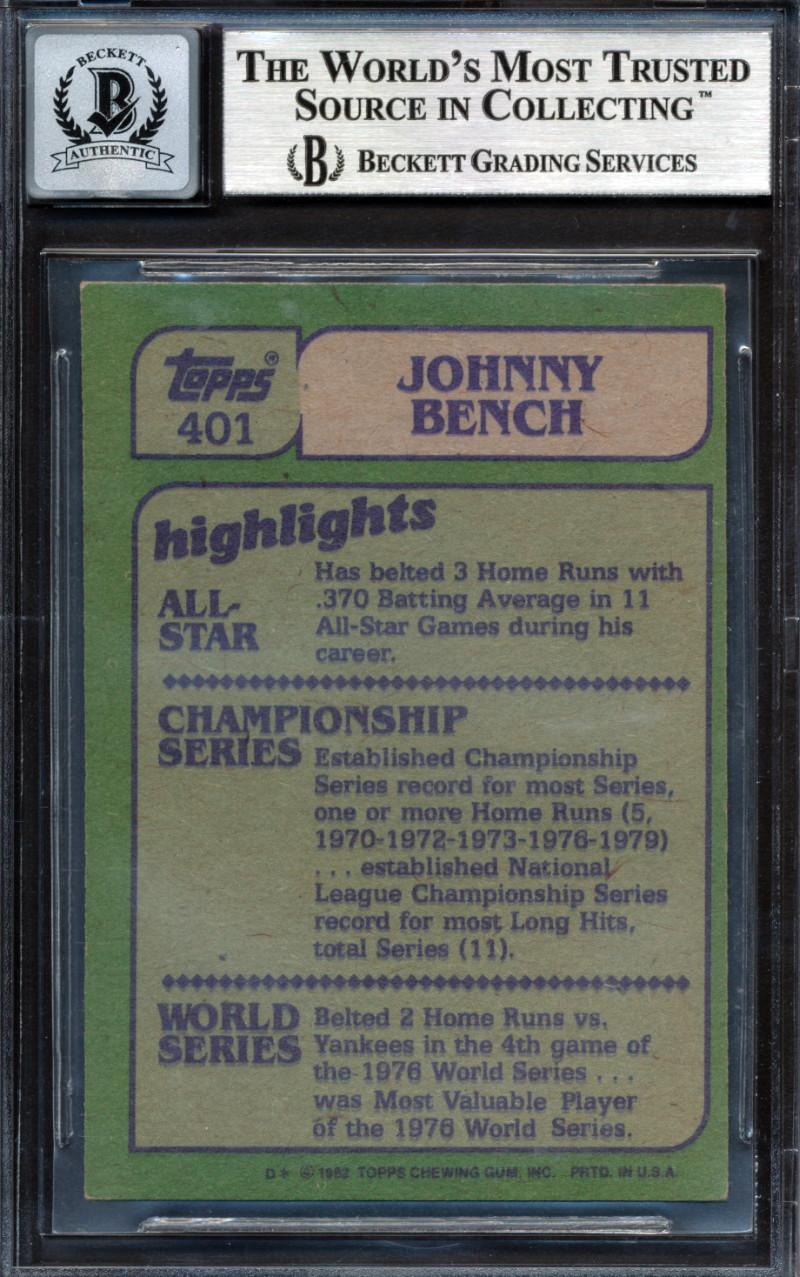 BECKETT
B
AUTHENTIC
THE WORLD'S MOST TRUSTED
SOURCE IN COLLECTING™
B BECKETT GRADING SERVICES
topps®
401
JOHNNY
BENCH
highlights
ALL-
STAR
Has belted 3 Home Runs with
.370 Batting Average in 11
All-Star Games during his
career.
CHAMPIONSHIP
SERIES
Established Championship
Series record for most Series,
one or more Home Runs (5,
1970-1972-1973-1976-1979)
. . . established National
League Championship Series
record for most Long Hits,
total Series (11).
WORLD
SERIES
Belted 2 Home Runs vs.
Yankees in the 4th game of
the 1976 World Series . . .
was Most Valuable Player
of the 1976 World Series.
D* © 1982 TOPPS CHEWING GUM, INC. PRTD. IN U.S.A.